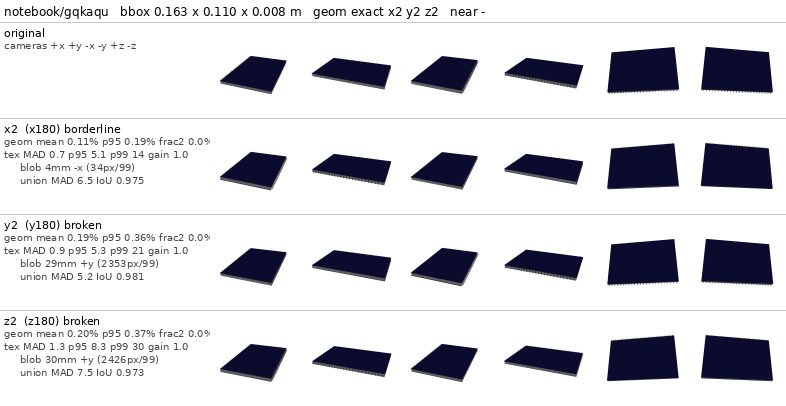 notebook/gqkaqu bbox 0.163 x 0.110 x 0.008 m geom exact x2 y2 z2 near -
original
cameras +x +y -x -y +z -z
x2 (x180) borderline
geom mean 0.11% p95 0.19% frac2 0.0%
tex MAD 0.7 p95 5.1 p99 14 gain 1.0
blob 4mm -x (34px/99)
union MAD 6.5 IoU 0.975
y2 (y180) broken
geom mean 0.19% p95 0.36% frac2 0.0%
tex MAD 0.9 p95 5.3 p99 21 gain 1.0
blob 29mm +y (2353px/99)
union MAD 5.2 IoU 0.981
z2 (z180) broken
geom mean 0.20% p95 0.37% frac2 0.0%
tex MAD 1.3 p95 8.3 p99 30 gain 1.0
blob 30mm +y (2426px/99)
union MAD 7.5 IoU 0.973